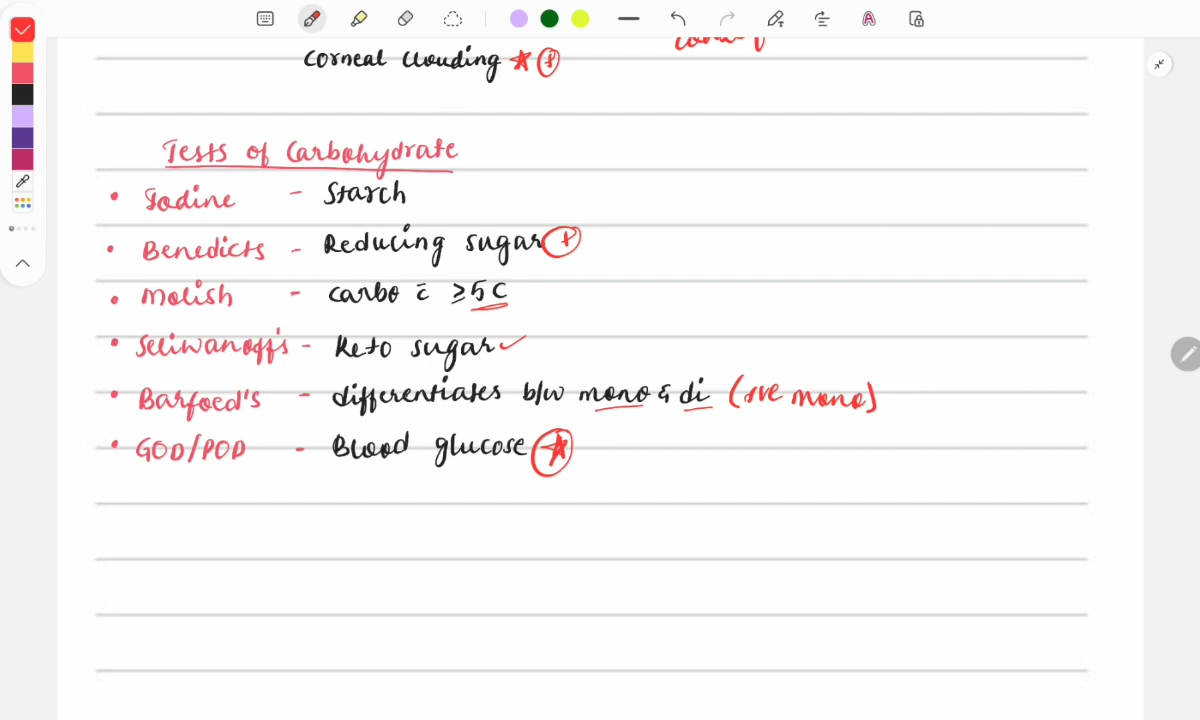 Corneal Clouding ★ +
Tests of Carbohydrate
• Iodine - Starch
• Benedicts - Reducing sugar +
• Molish - carbo c̄ ≥5C
• Seliwanoff's - Keto sugar ✓
• Barfoed's - differentiates b/w mono & di (+ve mono)
• GOD/POD - Blood glucose ★